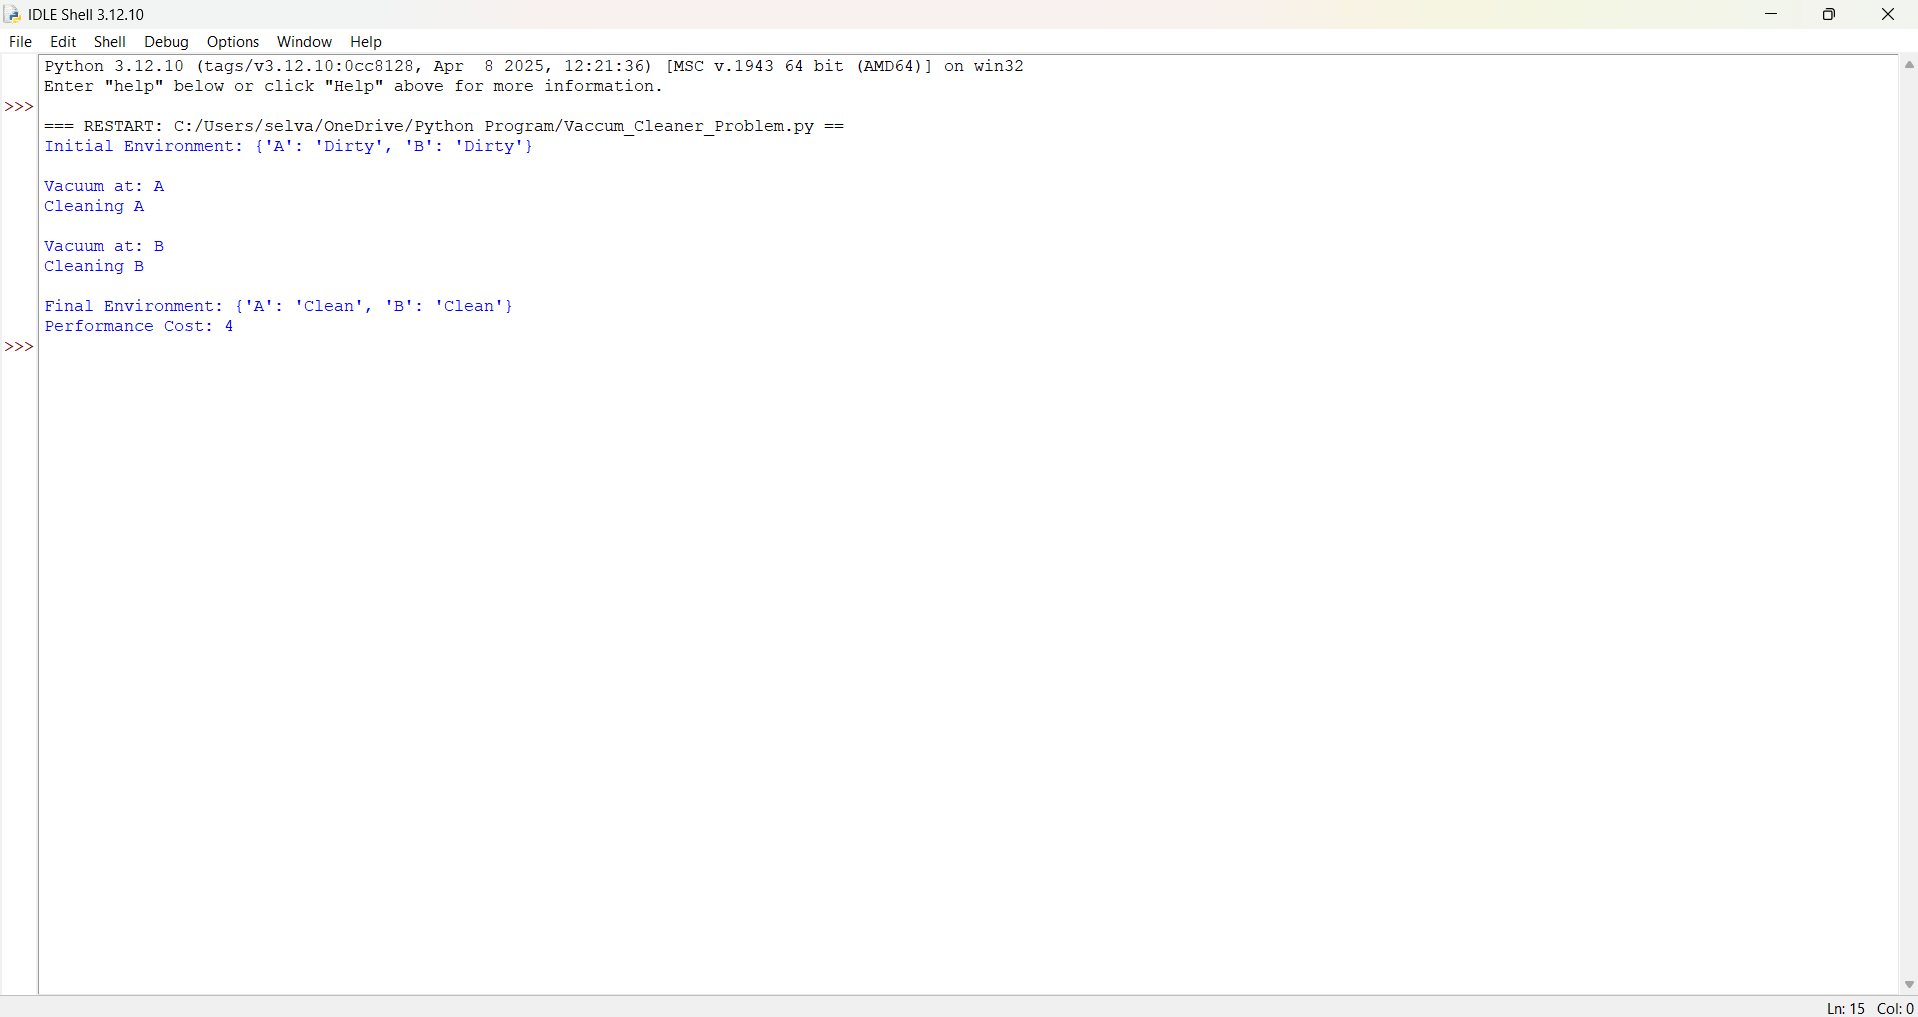 IDLE Shell 3.12.10
File Edit Shell Debug Options Window Help
Python 3.12.10 (tags/v3.12.10:0cc8128, Apr  8 2025, 12:21:36) [MSC v.1943 64 bit (AMD64)] on win32
Enter "help" below or click "Help" above for more information.
>>>
=== RESTART: C:/Users/selva/OneDrive/Python Program/Vaccum_Cleaner_Problem.py ==
Initial Environment: {'A': 'Dirty', 'B': 'Dirty'}
Vacuum at: A
Cleaning A
Vacuum at: B
Cleaning B
Final Environment: {'A': 'Clean', 'B': 'Clean'}
Performance Cost: 4
>>>
Ln: 15 Col: 0